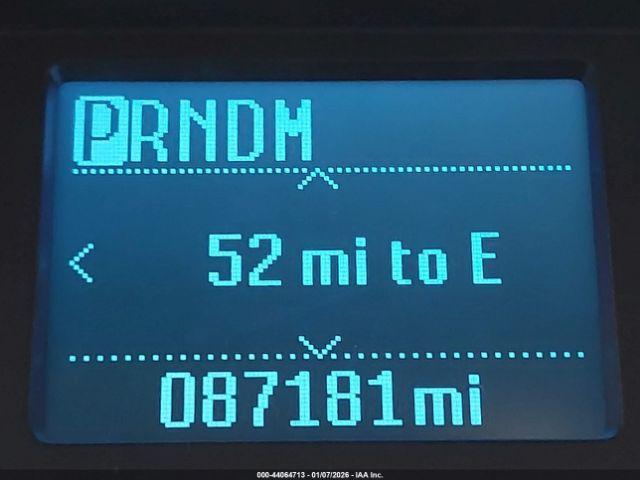 PRNDM
52 mi to E
087181mi
000-44064713 - 01/07/2026 - IAA Inc.